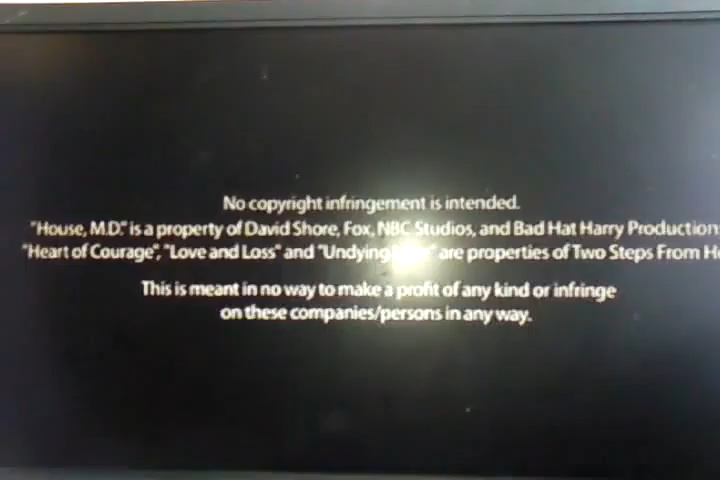 No copyright infringement is intended.
"House, M.D." is a property of David Shore, Fox, NBC Studios, and Bad Hat Harry Production
"Heart of Courage", "Love and Loss" and "Undying " are properties of Two Steps From H
This is meant in no way to make a profit of any kind or infringe
on these companies/persons in any way.